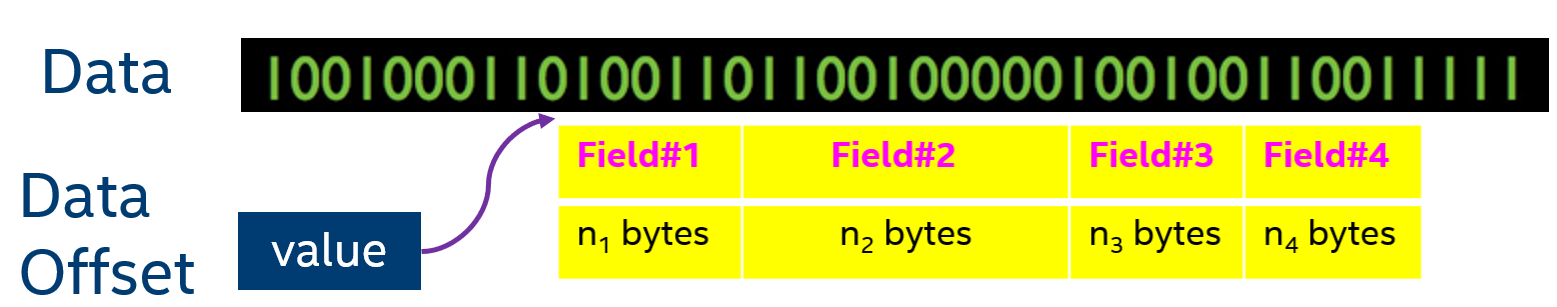 Data
10010001101001101100100000100100110011111
Field#1 Field#2 Field#3 Field#4
Data
Offset
value
n₁ bytes n₂ bytes n₃ bytes n₄ bytes